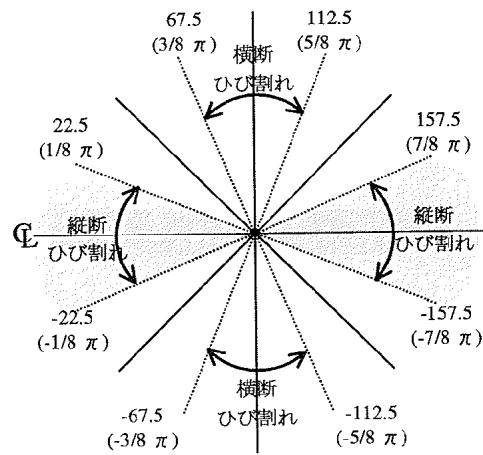 67.5
(3/8 π)
112.5
(5/8 π)
横断
ひび割れ
22.5
(1/8 π)
157.5
(7/8 π)
℄
縦断
ひび割れ
縦断
ひび割れ
-22.5
(-1/8 π)
-157.5
(-7/8 π)
横断
ひび割れ
-67.5
(-3/8 π)
-112.5
(-5/8 π)